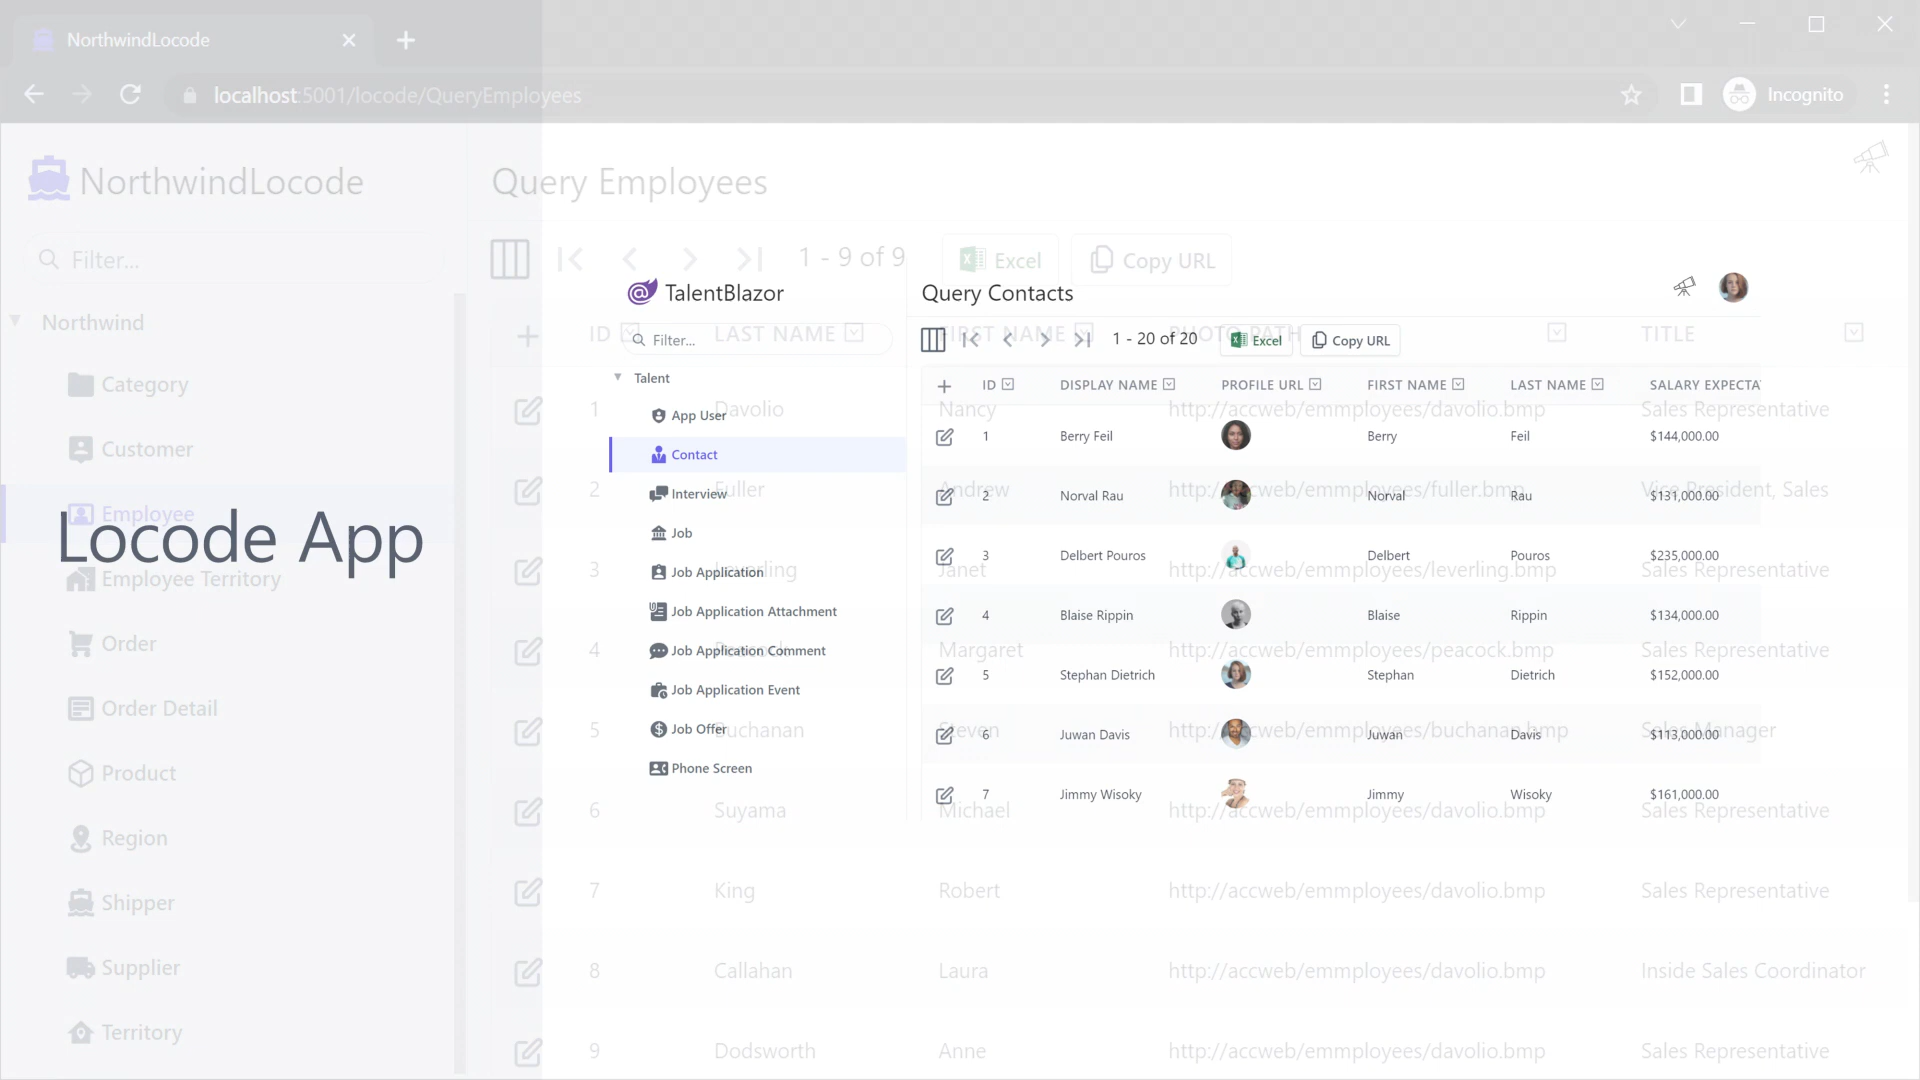 NorthwindLocode
localhost:5001/locode/QueryEmployees
Incognito
NorthwindLocode
Query Employees
Filter...
1 - 9 of 9
Excel
Copy URL
Northwind
Category
Customer
Employee
Employee Territory
Order
Order Detail
Product
Region
Shipper
Supplier
Territory
Locode App
ID LAST NAME FIRST NAME PHOTO PATH TITLE
1 Davolio Nancy http://accweb/emmployees/davolio.bmp Sales Representative
2 Fuller Andrew http://accweb/emmployees/fuller.bmp Vice President, Sales
3 Leverling Janet http://accweb/emmployees/leverling.bmp Sales Representative
4 Peacock Margaret http://accweb/emmployees/peacock.bmp Sales Representative
5 Buchanan Steven http://accweb/emmployees/buchanan.bmp Sales Manager
6 Suyama Michael http://accweb/emmployees/davolio.bmp Sales Representative
7 King Robert http://accweb/emmployees/davolio.bmp Sales Representative
8 Callahan Laura http://accweb/emmployees/davolio.bmp Inside Sales Coordinator
9 Dodsworth Anne http://accweb/emmployees/davolio.bmp Sales Representative
TalentBlazor
Filter...
Talent
App User
Contact
Interview
Job
Job Application
Job Application Attachment
Job Application Comment
Job Application Event
Job Offer
Phone Screen
Query Contacts
1 - 20 of 20
Excel
Copy URL
ID DISPLAY NAME PROFILE URL FIRST NAME LAST NAME SALARY EXPECTA
1 Berry Feil Berry Feil $144,000.00
2 Norval Rau Norval Rau $131,000.00
3 Delbert Pouros Delbert Pouros $235,000.00
4 Blaise Rippin Blaise Rippin $134,000.00
5 Stephan Dietrich Stephan Dietrich $152,000.00
6 Juwan Davis Juwan Davis $113,000.00
7 Jimmy Wisoky Jimmy Wisoky $161,000.00